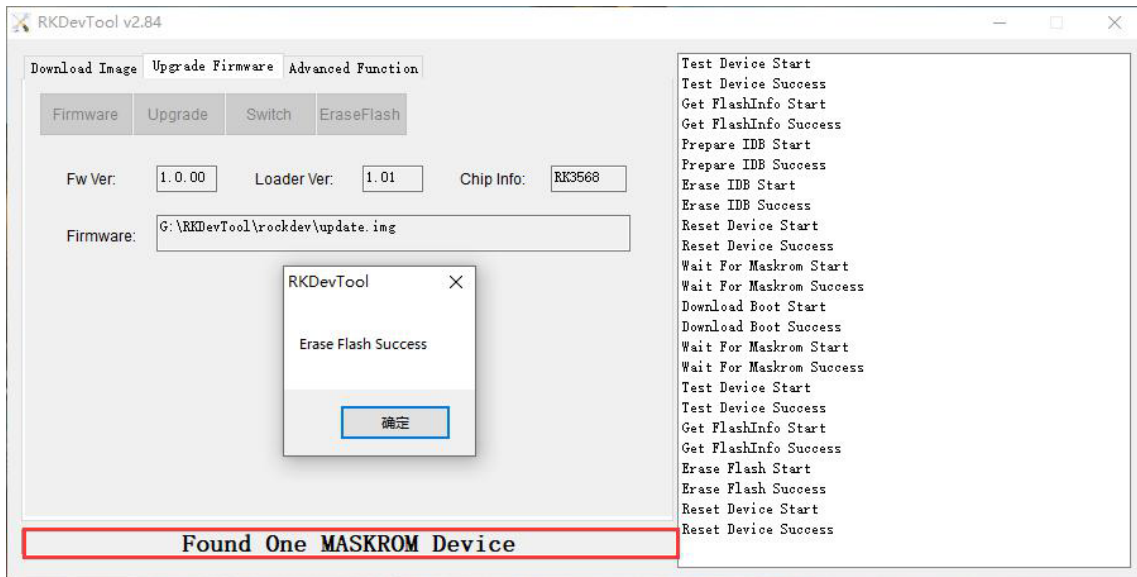 RKDevTool v2.84
Download Image Upgrade Firmware Advanced Function
Firmware Upgrade Switch EraseFlash
Fw Ver: 1.0.00 Loader Ver: 1.01 Chip Info: RK3568
Firmware: G:\RKDevTool\rockdev\update.img
RKDevTool
Erase Flash Success
确定
Found One MASKROM Device
Test Device Start
Test Device Success
Get FlashInfo Start
Get FlashInfo Success
Prepare IDB Start
Prepare IDB Success
Erase IDB Start
Erase IDB Success
Reset Device Start
Reset Device Success
Wait For Maskrom Start
Wait For Maskrom Success
Download Boot Start
Download Boot Success
Wait For Maskrom Start
Wait For Maskrom Success
Test Device Start
Test Device Success
Get FlashInfo Start
Get FlashInfo Success
Erase Flash Start
Erase Flash Success
Reset Device Start
Reset Device Success